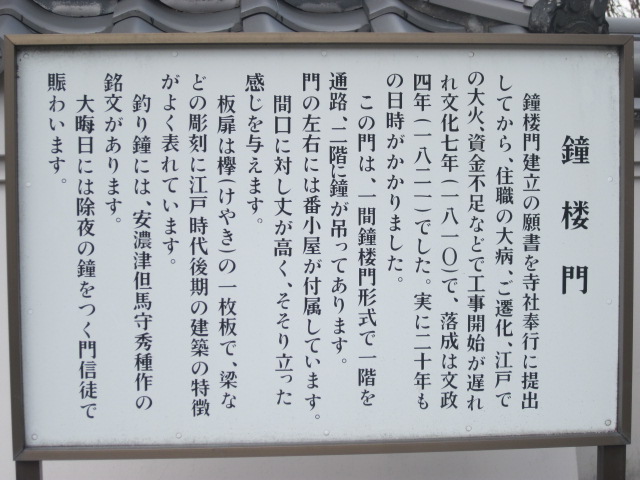 鐘楼門
鐘楼門建立の願書を寺社奉行に提出
してから、住職の大病、ご遷化、江戸で
の大火、資金不足などで工事開始が遅れ
れ文化七年(一八一〇)で、落成は文政
四年(一八二一)でした。実に二十年も
の日時がかかりました。
この門は、一間鐘楼門形式で一階を
通路、二階に鐘が吊ってあります。
門の左右には番小屋が付属しています。
間口に対し丈が高く、そそり立った
感じを与えます。
板扉は欅(けやき)の一枚板で、梁な
どの彫刻に江戸時代後期の建築の特徴
がよく表れています。
釣り鐘には、安濃津但馬守秀種作の
銘文があります。
大晦日には除夜の鐘をつく門信徒で
賑わいます。